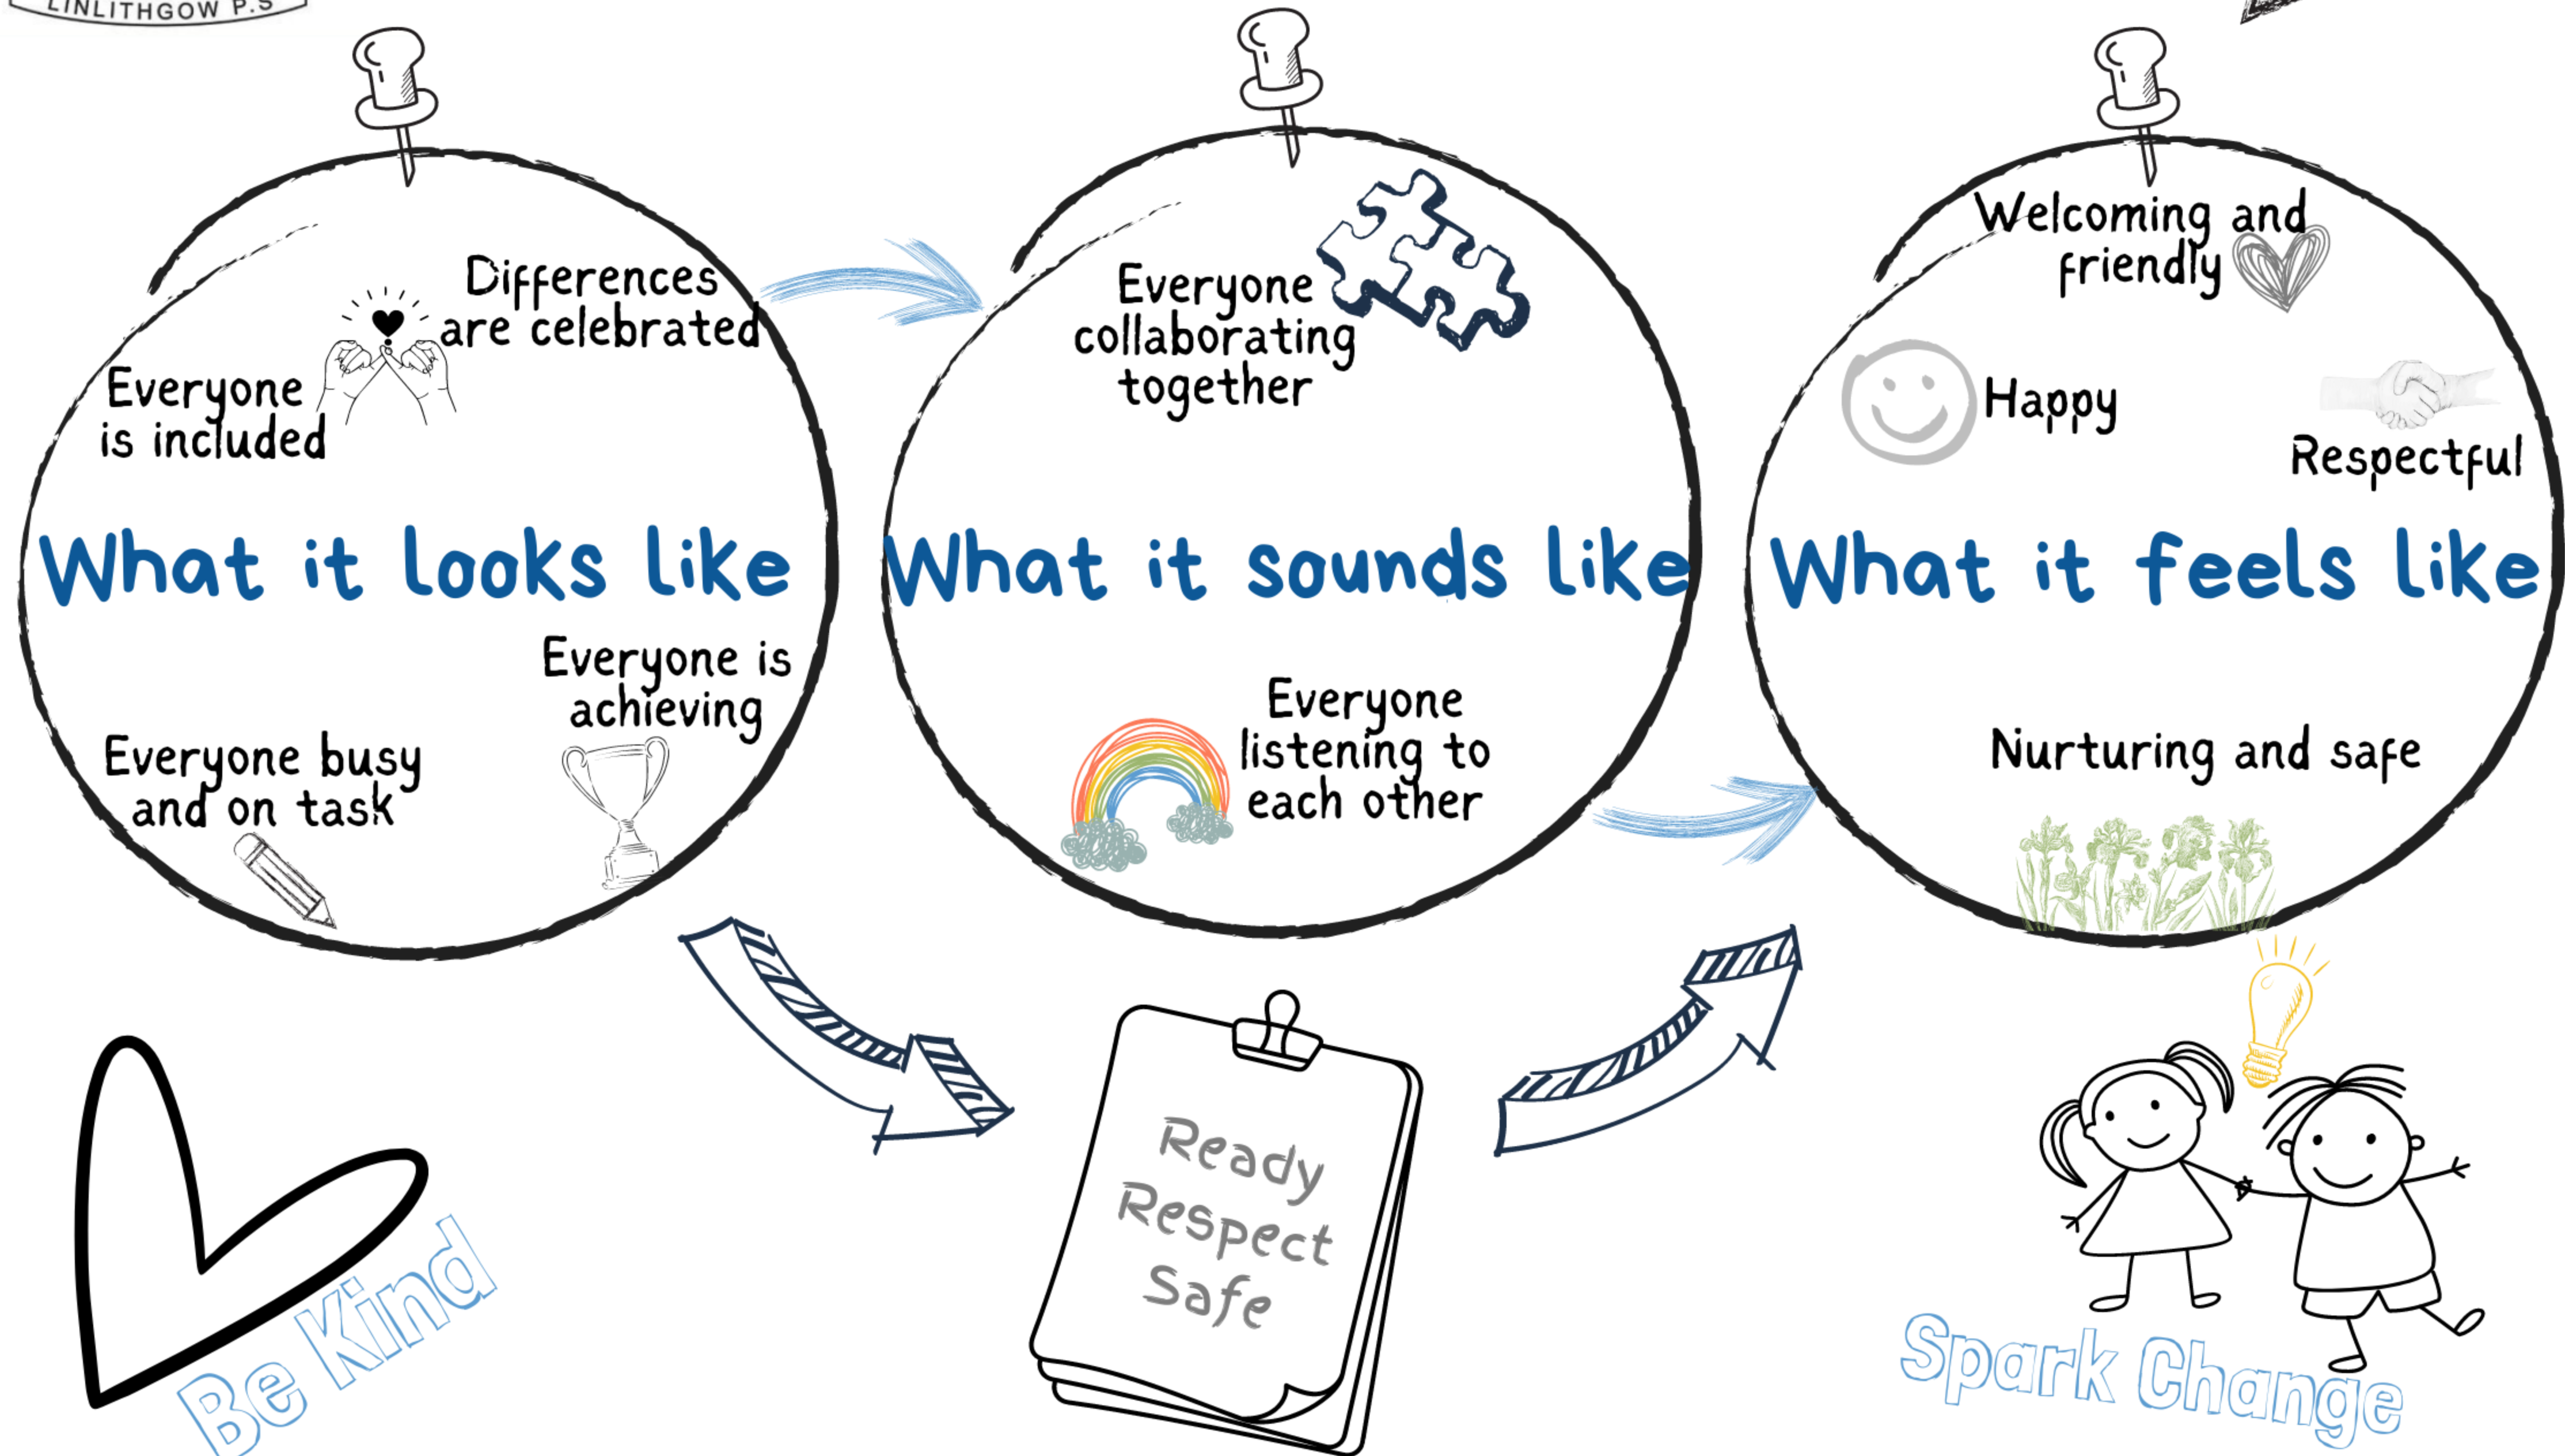 LINLITHGOW P.S
Differences
are celebrated
Everyone
is included
What it looks like
Everyone is
achieving
Everyone busy
and on task
Everyone
collaborating
together
What it sounds like
Everyone
listening to
each other
Welcoming and
friendly
Happy
Respectful
What it feels like
Nurturing and safe
Be Kind
Ready
Respect
Safe
Spark Change